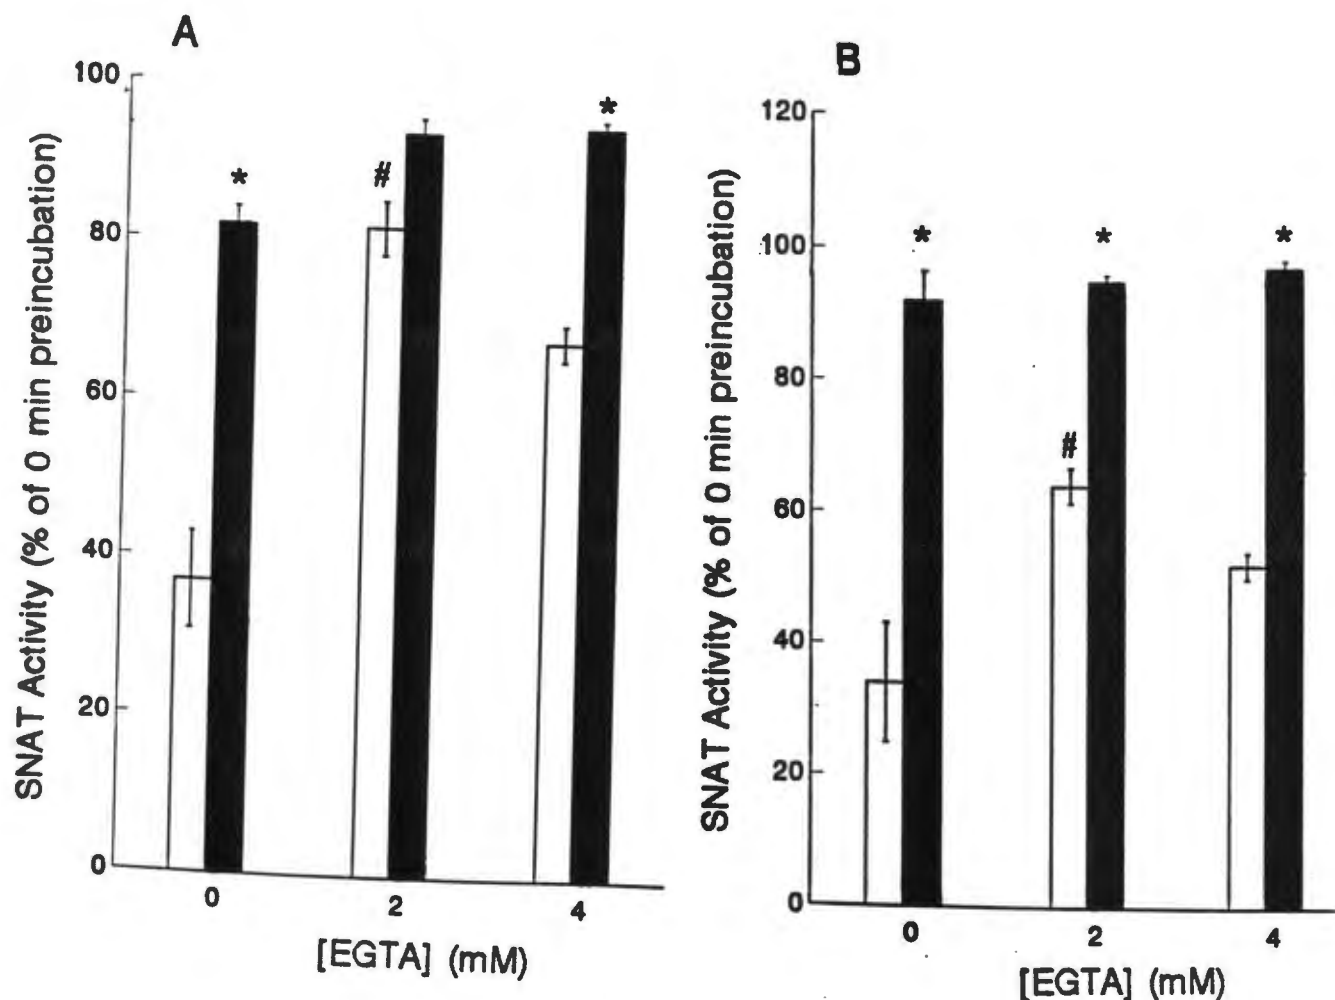 A
SNAT Activity (% of 0 min preincubation)
100
80
60
40
20
0
*
#
*
0 2 4
[EGTA] (mM)
B
SNAT Activity (% of 0 min preincubation)
120
100
80
60
40
20
0
* * *
#
0 2 4
[EGTA] (mM)